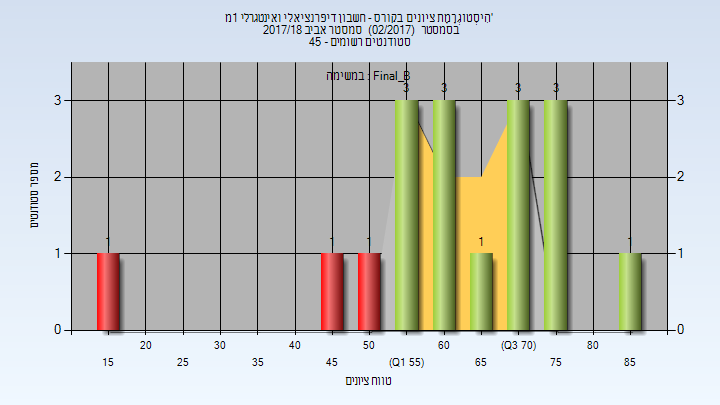 הִיסְטוֹגְרָמַת ציונים בקורס - חשבון דיפרנציאלי ואינטגרלי 1מ'
בסמסטר (02/2017) סמסטר אביב 2017/18
סטודנטים רשומים - 45
במשימה : Final_B
מספר סטודנטים
3 3
2 2
1 1
0 0
1 1 1 3 3 1 3 3 1
20 30 40 50 60 (Q3 70) 80
15 25 35 45 (Q1 55) 65 75 85
טווח ציונים